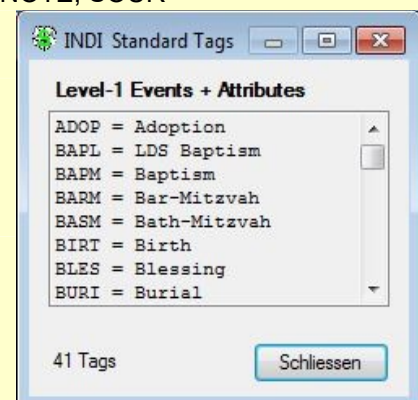 INDI Standard Tags
Level-1 Events + Attributes
ADOP = Adoption
BAPL = LDS Baptism
BAPM = Baptism
BARM = Bar-Mitzvah
BASM = Bath-Mitzvah
BIRT = Birth
BLES = Blessing
BURI = Burial
41 Tags
Schliessen